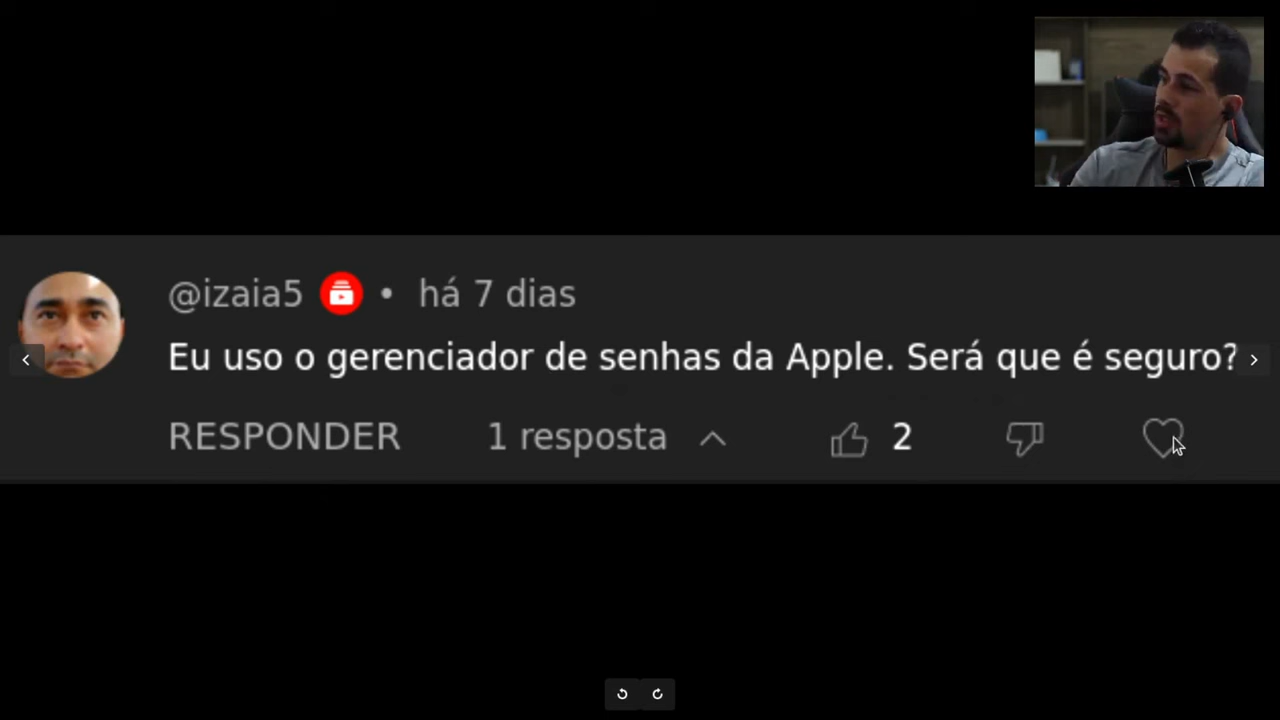 @izaia5 • há 7 dias
Eu uso o gerenciador de senhas da Apple. Será que é seguro?
RESPONDER 1 resposta 2